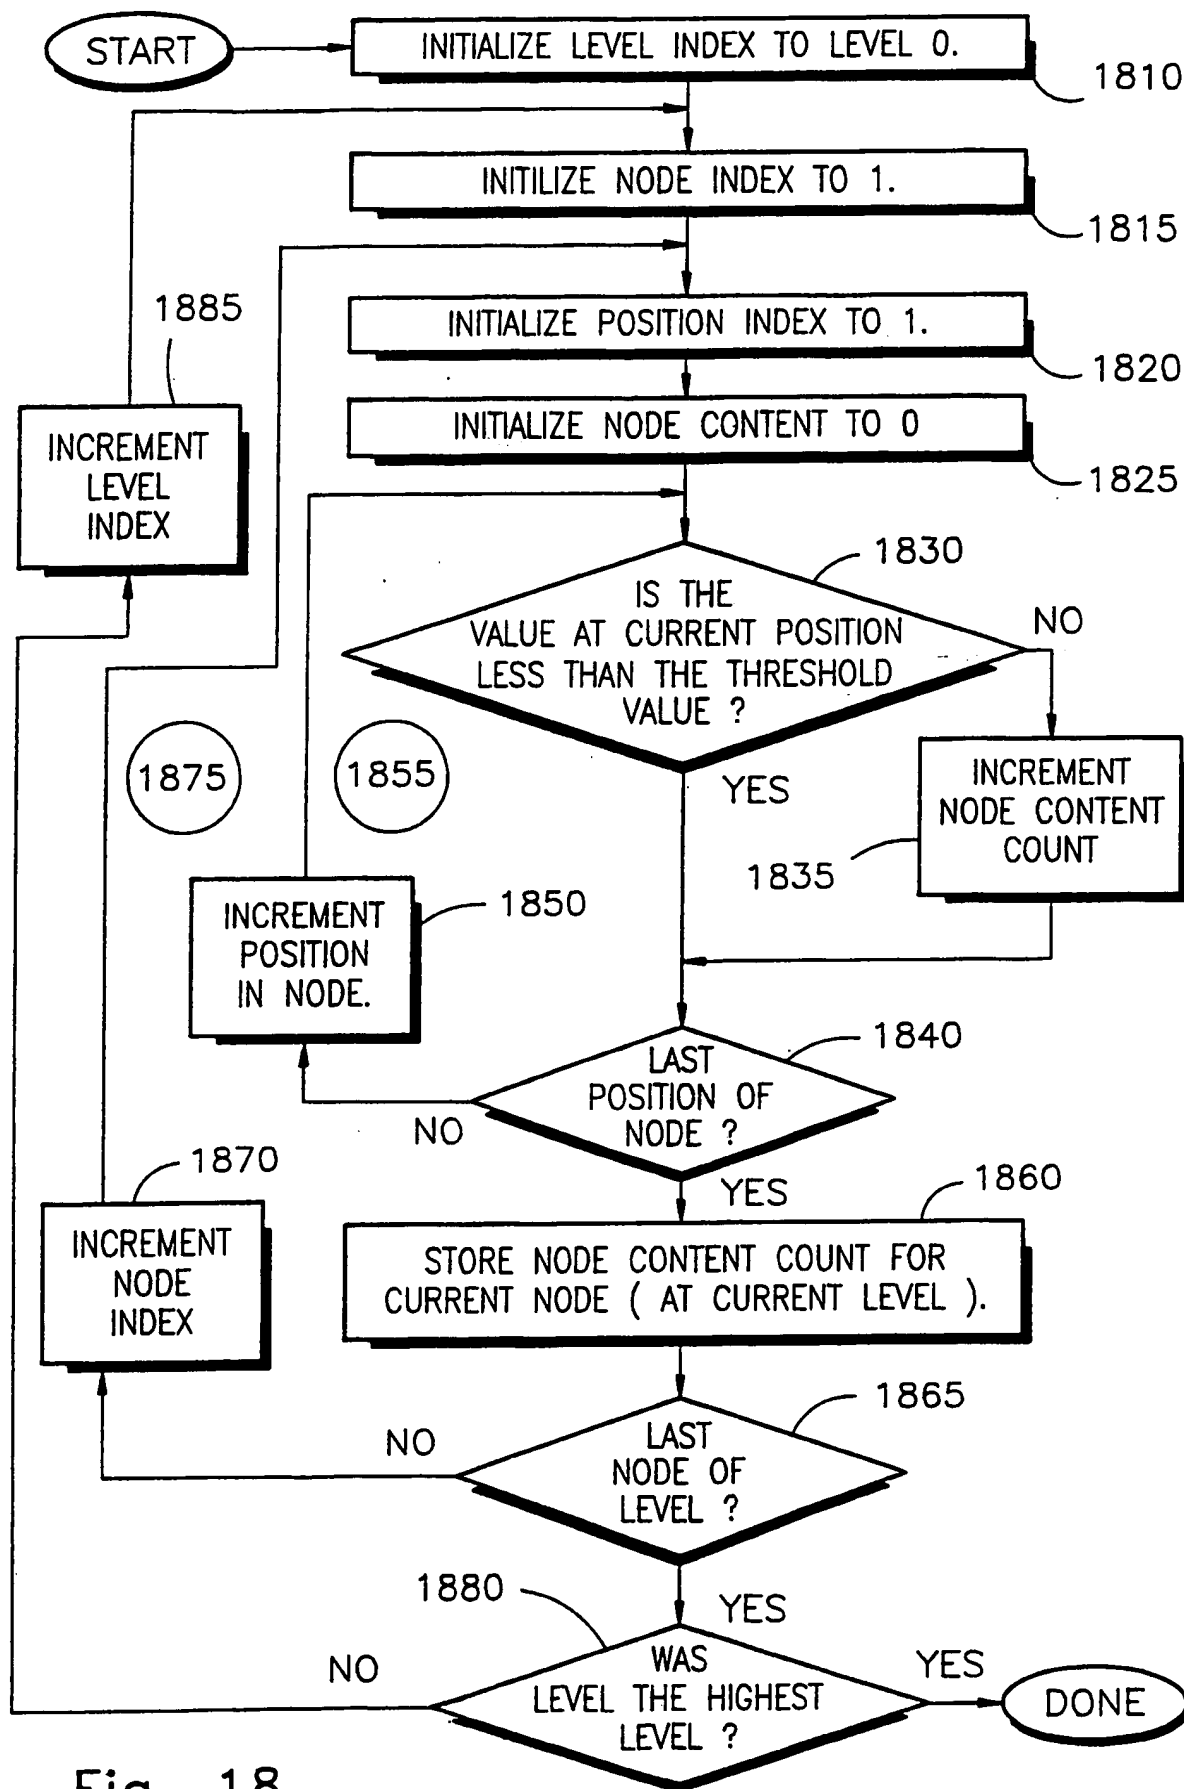 START
INITIALIZE LEVEL INDEX TO LEVEL 0.
1810
INITILIZE NODE INDEX TO 1.
1815
1885
INITIALIZE POSITION INDEX TO 1.
1820
INCREMENT
LEVEL
INDEX
INITIALIZE NODE CONTENT TO 0
1825
1830
IS THE
VALUE AT CURRENT POSITION
LESS THAN THE THRESHOLD
VALUE ?
NO
1875
1855
YES
INCREMENT
NODE CONTENT
COUNT
1835
INCREMENT
POSITION
IN NODE.
1850
1840
LAST
POSITION OF
NODE ?
NO
YES
1870
1860
INCREMENT
NODE
INDEX
STORE NODE CONTENT COUNT FOR
CURRENT NODE ( AT CURRENT LEVEL ).
1865
LAST
NODE OF
LEVEL ?
NO
YES
1880
WAS
LEVEL THE HIGHEST
LEVEL ?
NO
YES
DONE
Fig. 18